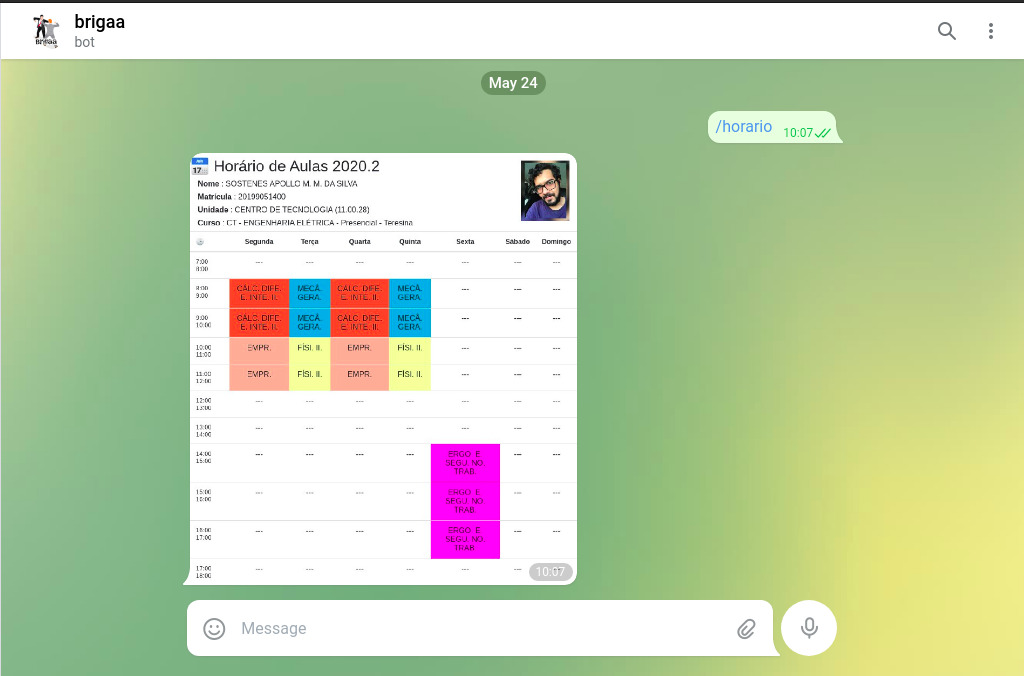 brigaa
bot
May 24
/horario 10:07
Horário de Aulas 2020.2
Nome : SOSTENES APOLLO M. M. DA SILVA
Matrícula : 20199051400
Unidade : CENTRO DE TECNOLOGIA (11.00.28)
Curso : CT - ENGENHARIA ELÉTRICA - Presencial - Teresina
Segunda Terça Quarta Quinta Sexta Sábado Domingo
7:00 --- --- --- --- --- --- ---
8:00
8:00 CÁLC. DIFE. MECÂ. CÁLC. DIFE. MECÂ. --- --- ---
9:00 E. INTE. II. GERA. E. INTE. II. GERA.
9:00 CÁLC. DIFE. MECÂ. CÁLC. DIFE. MECÂ. --- --- ---
10:00 E. INTE. II. GERA. E. INTE. II. GERA.
10:00 EMPR. FÍSI. II. EMPR. FÍSI. II. --- --- ---
11:00
11:00 EMPR. FÍSI. II. EMPR. FÍSI. II. --- --- ---
12:00
12:00 --- --- --- --- --- --- ---
13:00
13:00 --- --- --- --- --- --- ---
14:00
14:00 --- --- --- --- ERGO. E. --- ---
15:00 SEGU. NO.
TRAB.
15:00 --- --- --- --- ERGO. E. --- ---
16:00 SEGU. NO.
TRAB.
16:00 --- --- --- --- ERGO. E. --- ---
17:00 SEGU. NO.
TRAB.
17:00 --- --- --- --- --- --- ---
18:00
10:07
Message